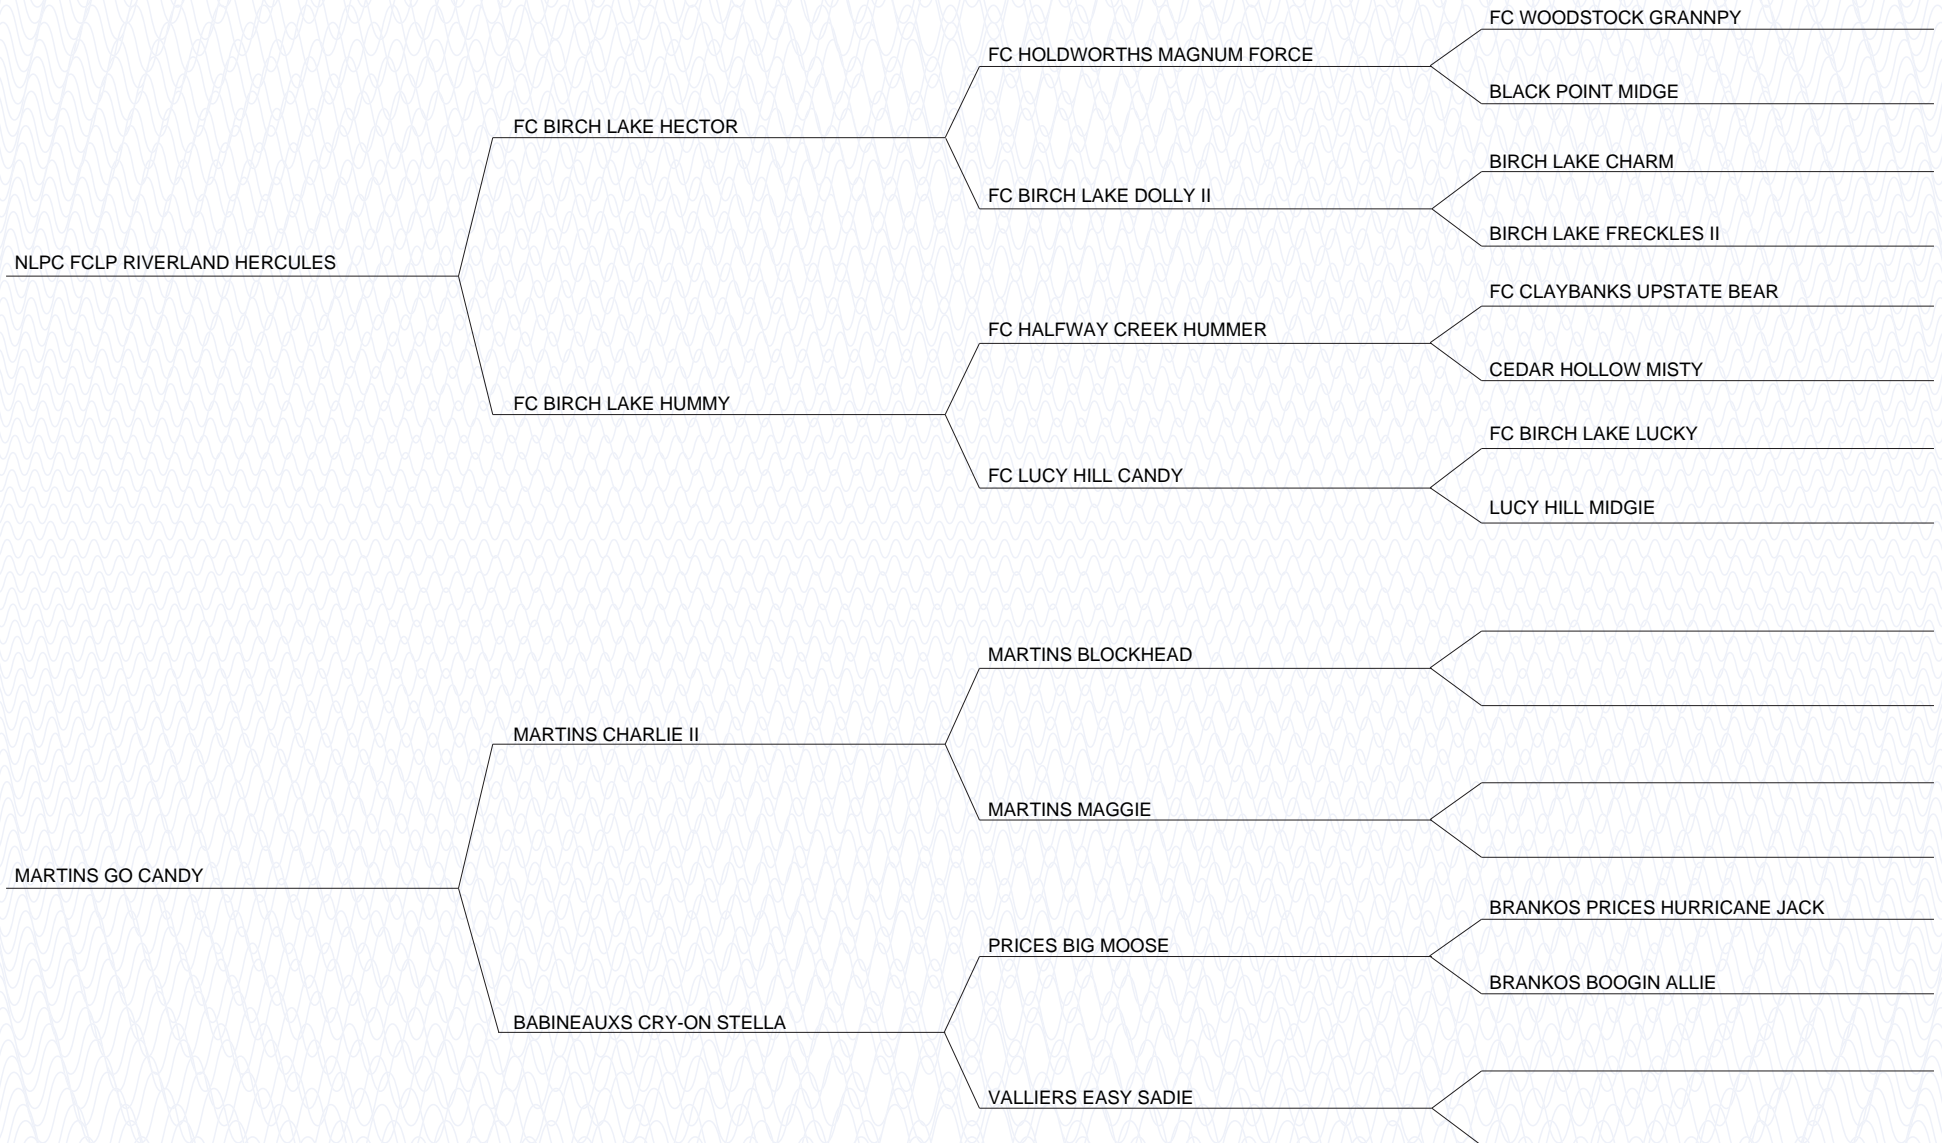 FC WOODSTOCK GRANNPY
FC HOLDWORTHS MAGNUM FORCE
BLACK POINT MIDGE
FC BIRCH LAKE HECTOR
BIRCH LAKE CHARM
FC BIRCH LAKE DOLLY II
BIRCH LAKE FRECKLES II
NLPC FCLP RIVERLAND HERCULES
FC CLAYBANKS UPSTATE BEAR
FC HALFWAY CREEK HUMMER
CEDAR HOLLOW MISTY
FC BIRCH LAKE HUMMY
FC BIRCH LAKE LUCKY
FC LUCY HILL CANDY
LUCY HILL MIDGIE
MARTINS BLOCKHEAD
MARTINS CHARLIE II
MARTINS MAGGIE
MARTINS GO CANDY
BRANKOS PRICES HURRICANE JACK
PRICES BIG MOOSE
BRANKOS BOOGIN ALLIE
BABINEAUXS CRY-ON STELLA
VALLIERS EASY SADIE